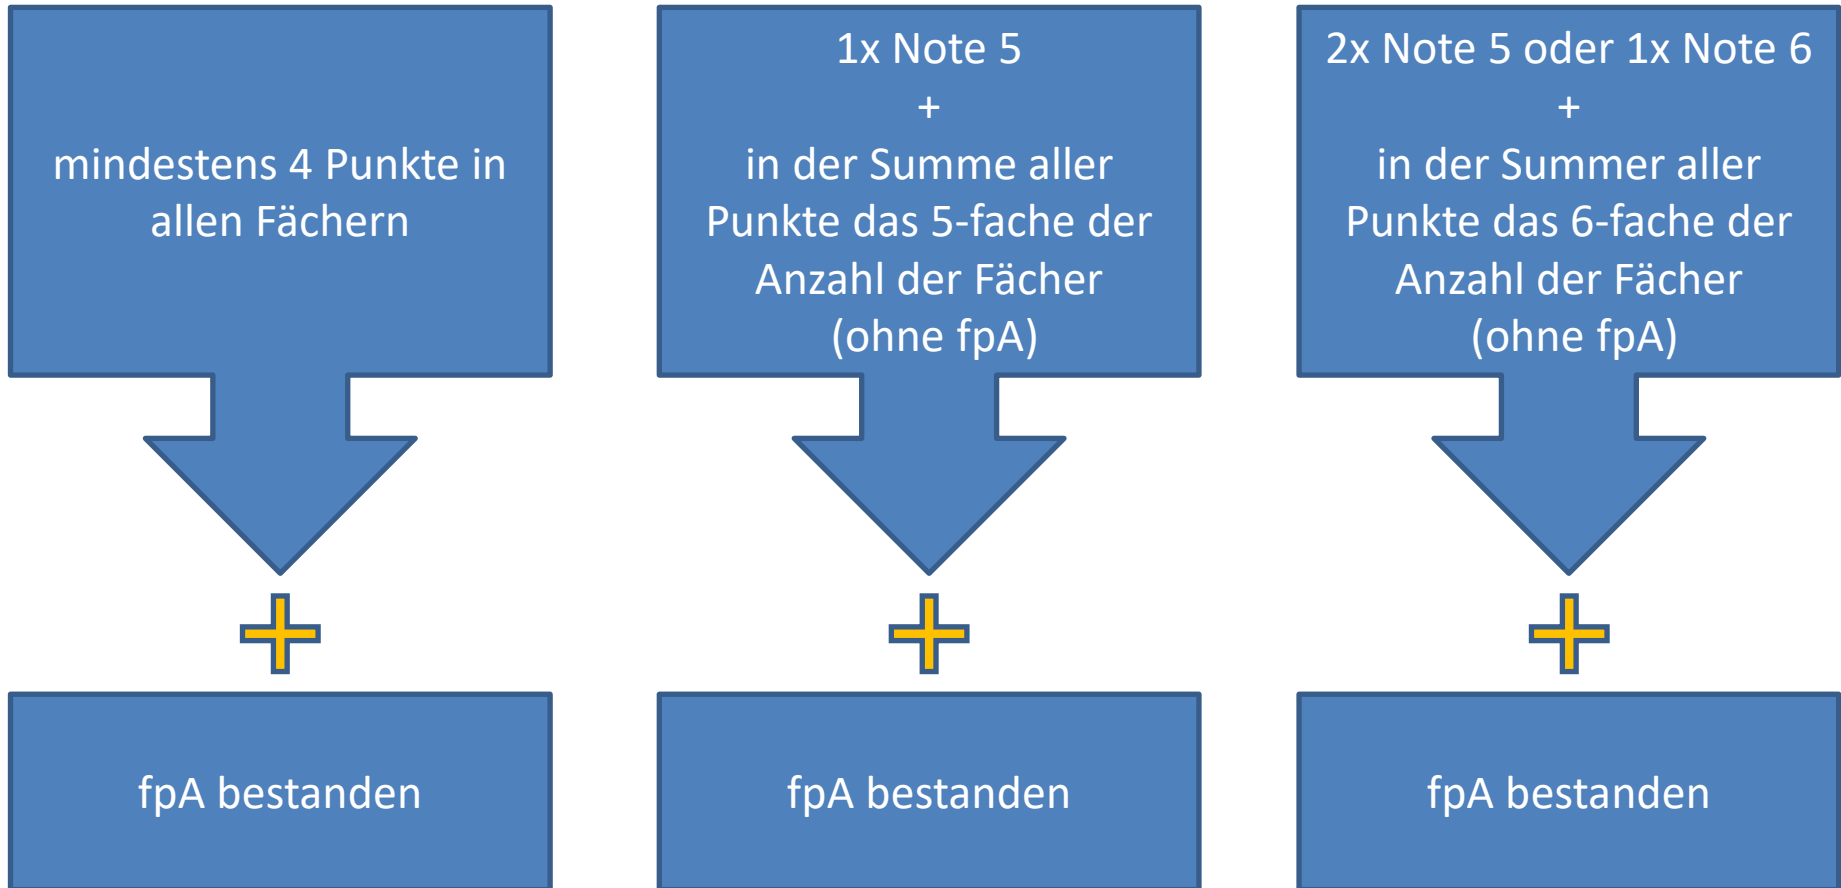 mindestens 4 Punkte in
allen Fächern
1x Note 5
+
in der Summe aller
Punkte das 5-fache der
Anzahl der Fächer
(ohne fpA)
2x Note 5 oder 1x Note 6
+
in der Summer aller
Punkte das 6-fache der
Anzahl der Fächer
(ohne fpA)
fpA bestanden
fpA bestanden
fpA bestanden